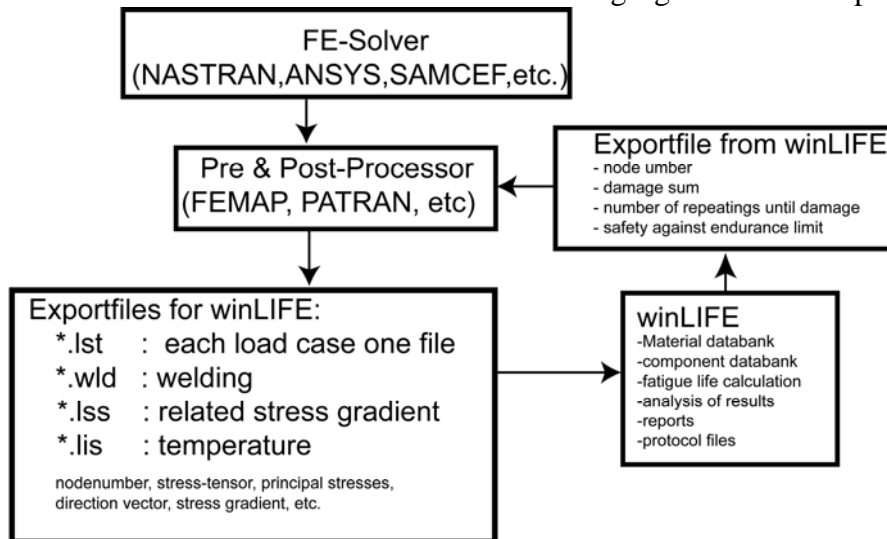 FE-Solver
(NASTRAN,ANSYS,SAMCEF,etc.)
Pre & Post-Processor
(FEMAP, PATRAN, etc)
Exportfile from winLIFE
- node umber
- damage sum
- number of repeatings until damage
- safety against endurance limit
Exportfiles for winLIFE:
*.lst : each load case one file
*.wld : welding
*.lss : related stress gradient
*.lis : temperature
nodenumber, stress-tensor, principal stresses,
direction vector, stress gradient, etc.
winLIFE
-Material databank
-component databank
-fatigue life calculation
-analysis of results
-reports
-protocol files